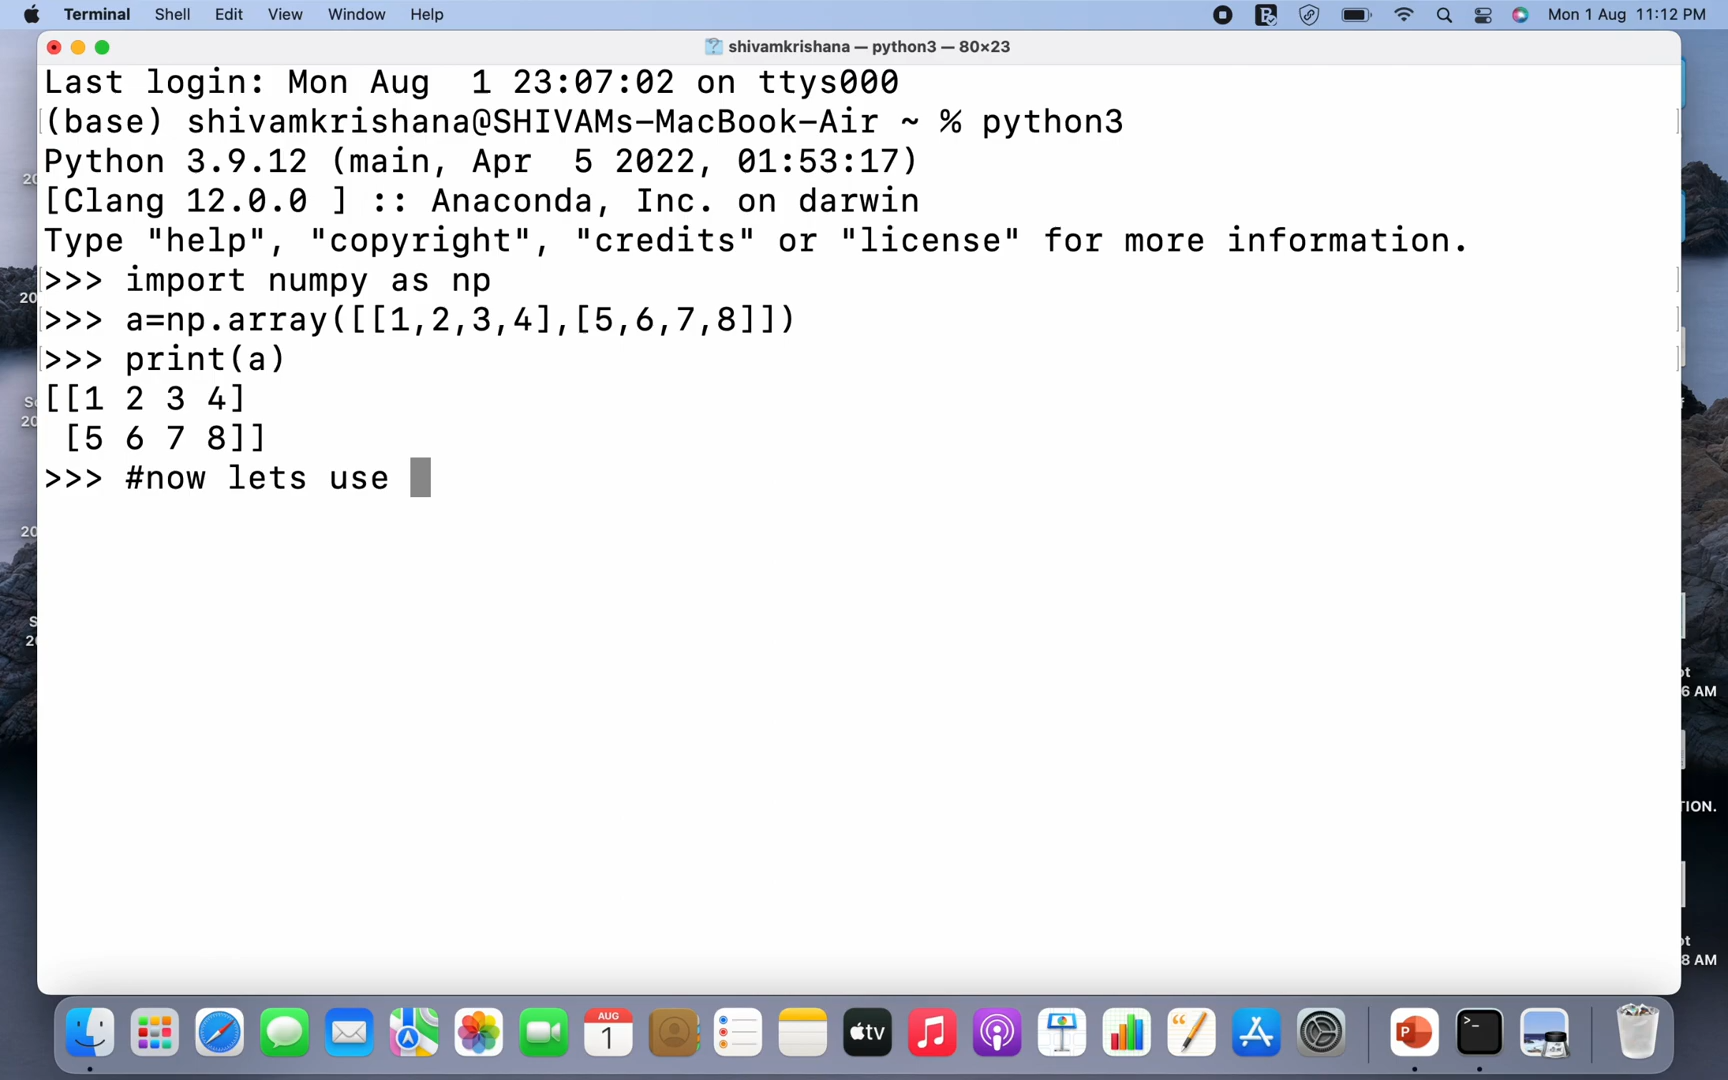 Terminal Shell Edit View Window Help Mon 1 Aug 11:12 PM
shivamkrishana — python3 — 80×23
Last login: Mon Aug  1 23:07:02 on ttys000
(base) shivamkrishana@SHIVAMs-MacBook-Air ~ % python3
Python 3.9.12 (main, Apr  5 2022, 01:53:17)
[Clang 12.0.0 ] :: Anaconda, Inc. on darwin
Type "help", "copyright", "credits" or "license" for more information.
>>> import numpy as np
>>> a=np.array([[1,2,3,4],[5,6,7,8]])
>>> print(a)
[[1 2 3 4]
 [5 6 7 8]]
>>> #now lets use
6 AM
8 AM
AUG
1
tv